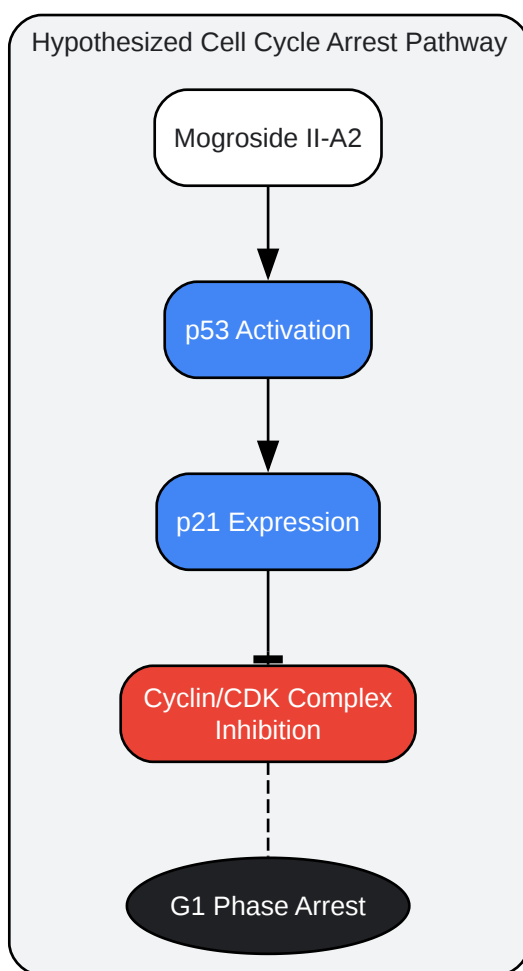 Hypothesized Cell Cycle Arrest Pathway
Mogroside II-A2
p53 Activation
p21 Expression
Cyclin/CDK Complex
Inhibition
G1 Phase Arrest